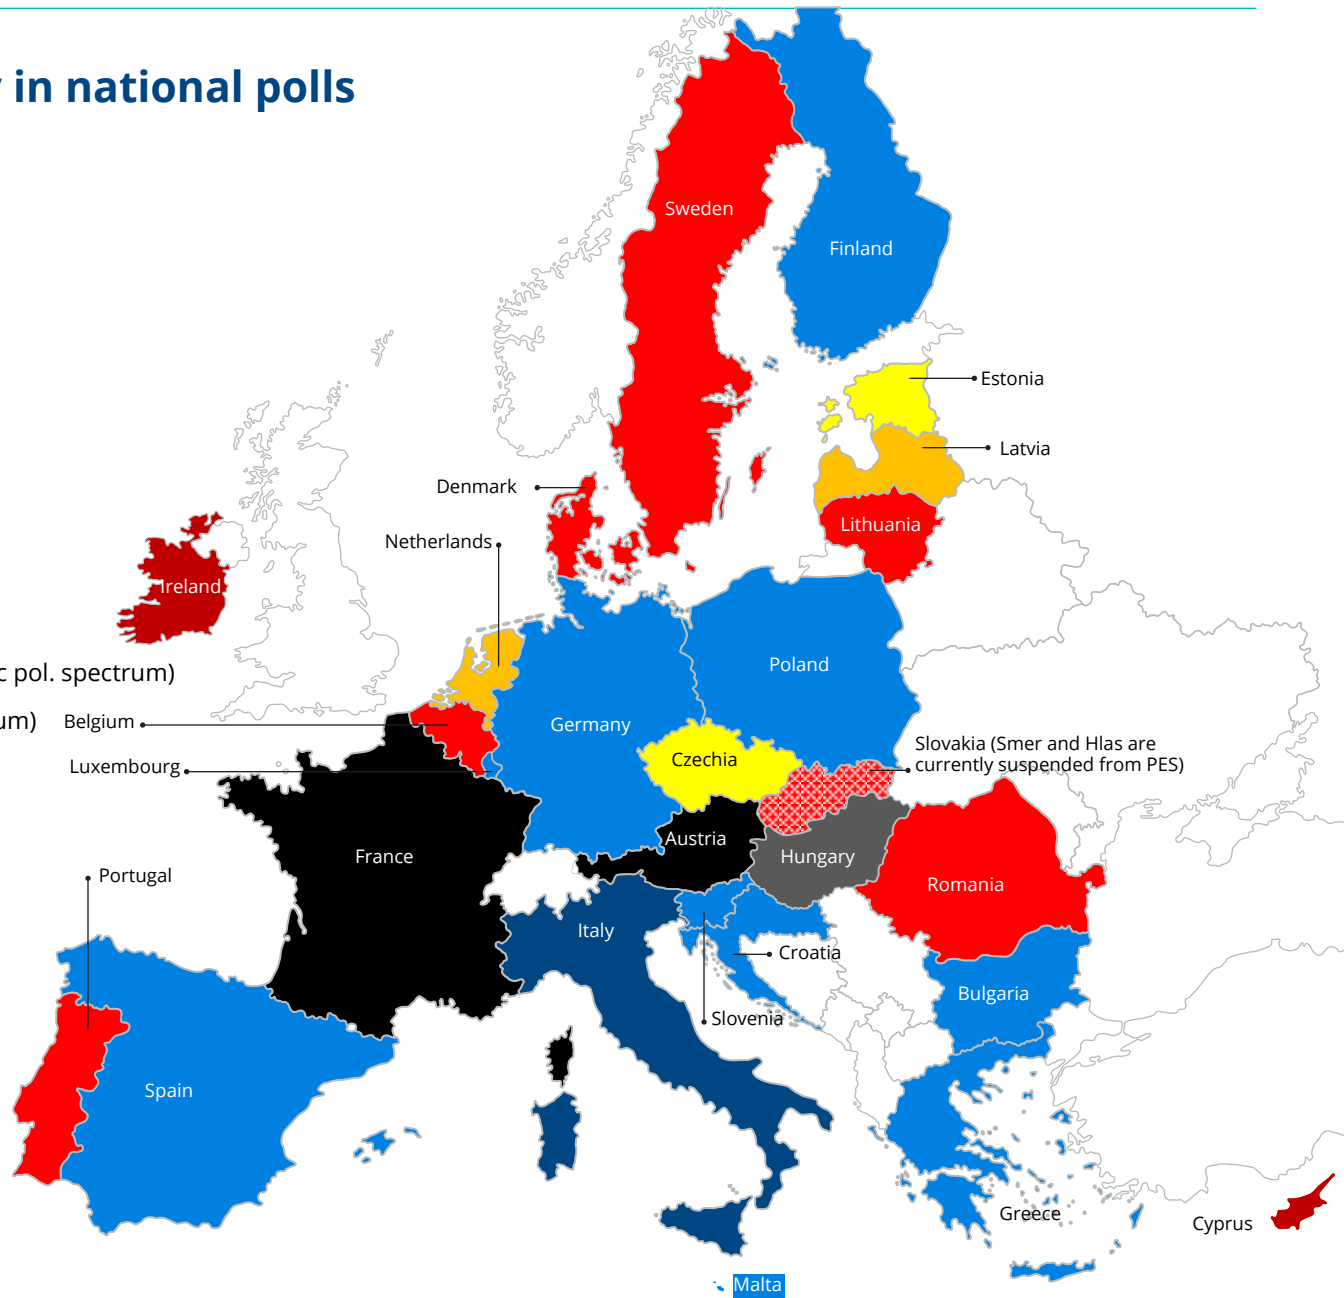 in national polls
Sweden
Finland
Estonia
Latvia
Denmark
Lithuania
Netherlands
Ireland
Poland
pol. spectrum)
Belgium
Germany
Slovakia (Smer and Hlas are
currently suspended from PES)
Czechia
Luxembourg
Austria
France
Hungary
Portugal
Romania
Italy
Croatia
Bulgaria
Slovenia
Spain
Greece
Cyprus
Malta